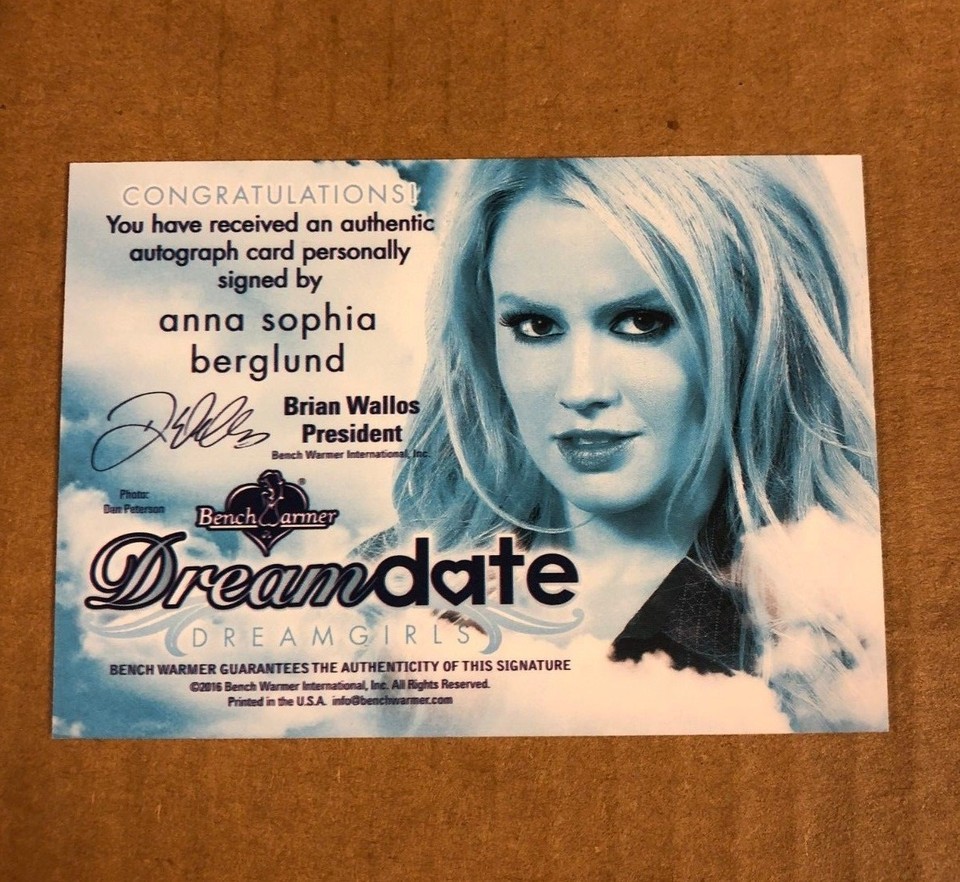 CONGRATULATIONS!
You have received an authentic
autograph card personally
signed by
anna sophia
berglund
Brian Wallos
President
Bench Warmer International, Inc.
Photo:
Dan Peterson
Bench Warmer ®
Dreamdate
DREAMGIRLS
BENCH WARMER GUARANTEES THE AUTHENTICITY OF THIS SIGNATURE
©2016 Bench Warmer International, Inc. All Rights Reserved.
Printed in the U.S.A. info@benchwarmer.com